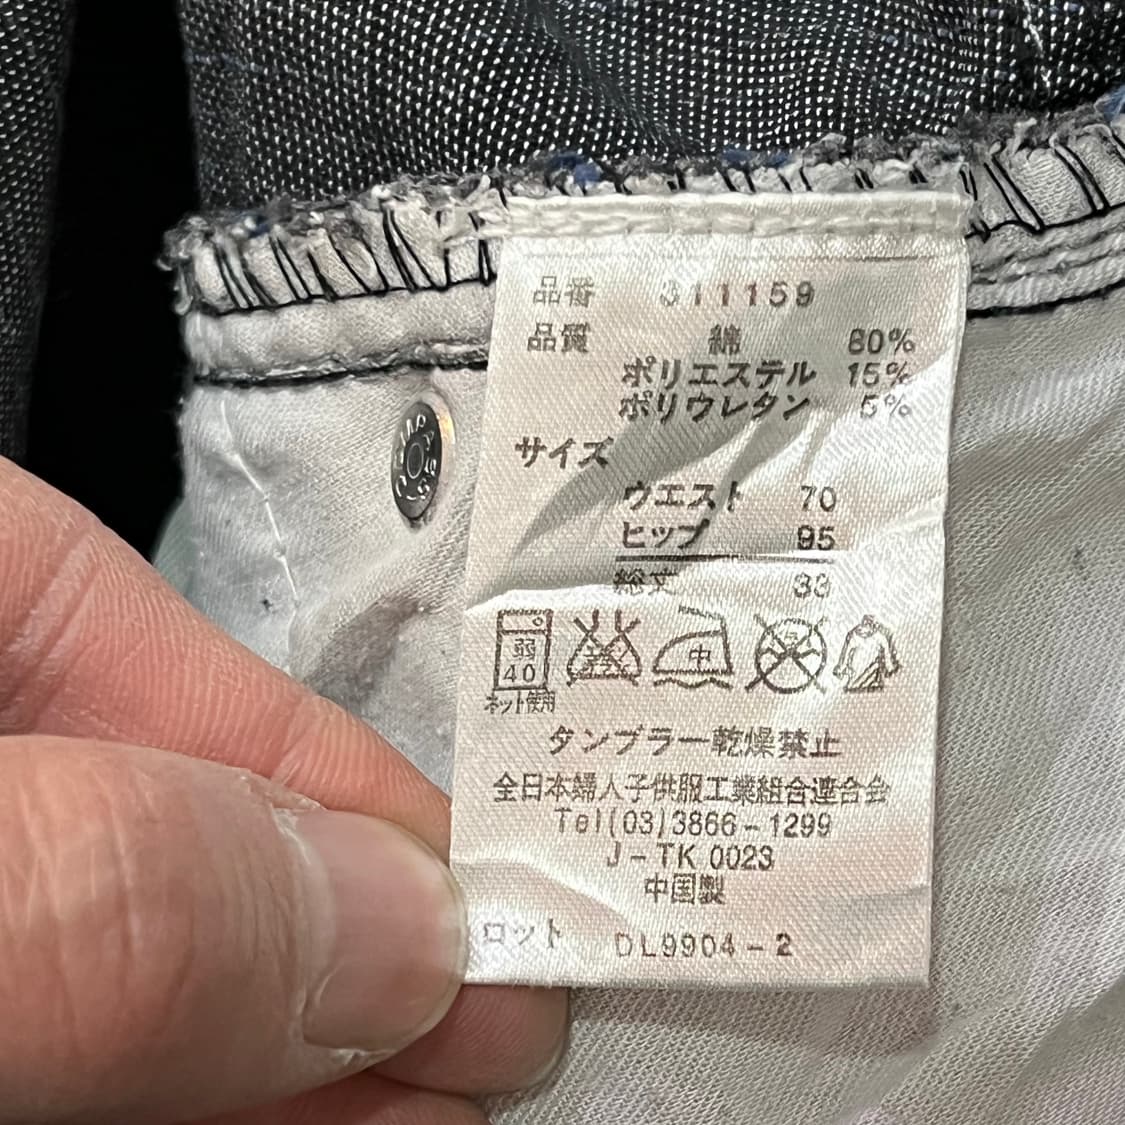 品番 311159
品質 綿 80%
ポリエステル 15%
ポリウレタン 5%
サイズ
ウエスト 70
ヒップ 95
総丈 33
弱
40
ネット使用
中
タンブラー乾燥禁止
全日本婦人子供服工業組合連合会
Tel(03)3866-1299
J-TK 0023
中国製
ロット DL9904-2